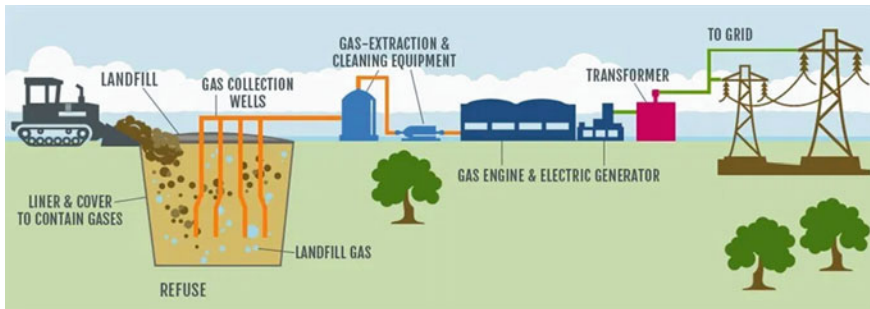 LANDFILL
GAS COLLECTION
WELLS
GAS-EXTRACTION &
CLEANING EQUIPMENT
TO GRID
TRANSFORMER
GAS ENGINE & ELECTRIC GENERATOR
LINER & COVER
TO CONTAIN GASES
LANDFILL GAS
REFUSE